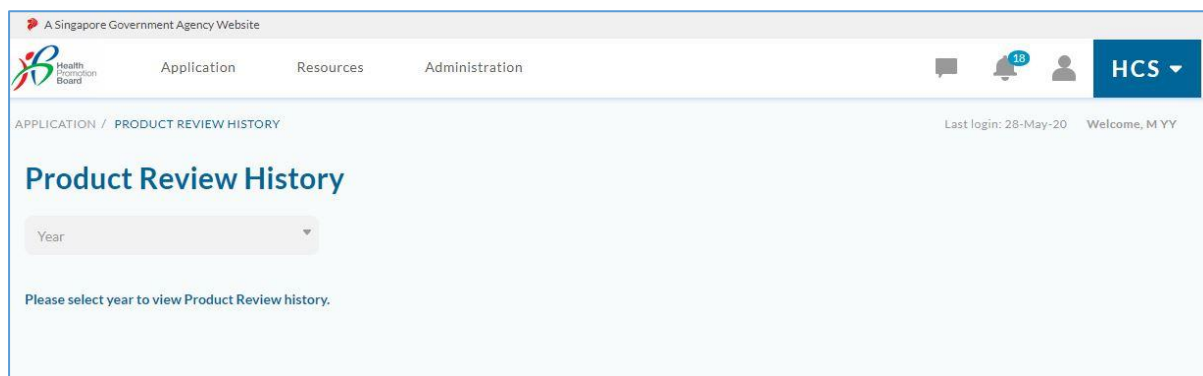 A Singapore Government Agency Website
Health
Promotion
Board
Application Resources Administration
18
HCS
APPLICATION / PRODUCT REVIEW HISTORY
Last login: 28-May-20 Welcome, M YY
Product Review History
Year
Please select year to view Product Review history.